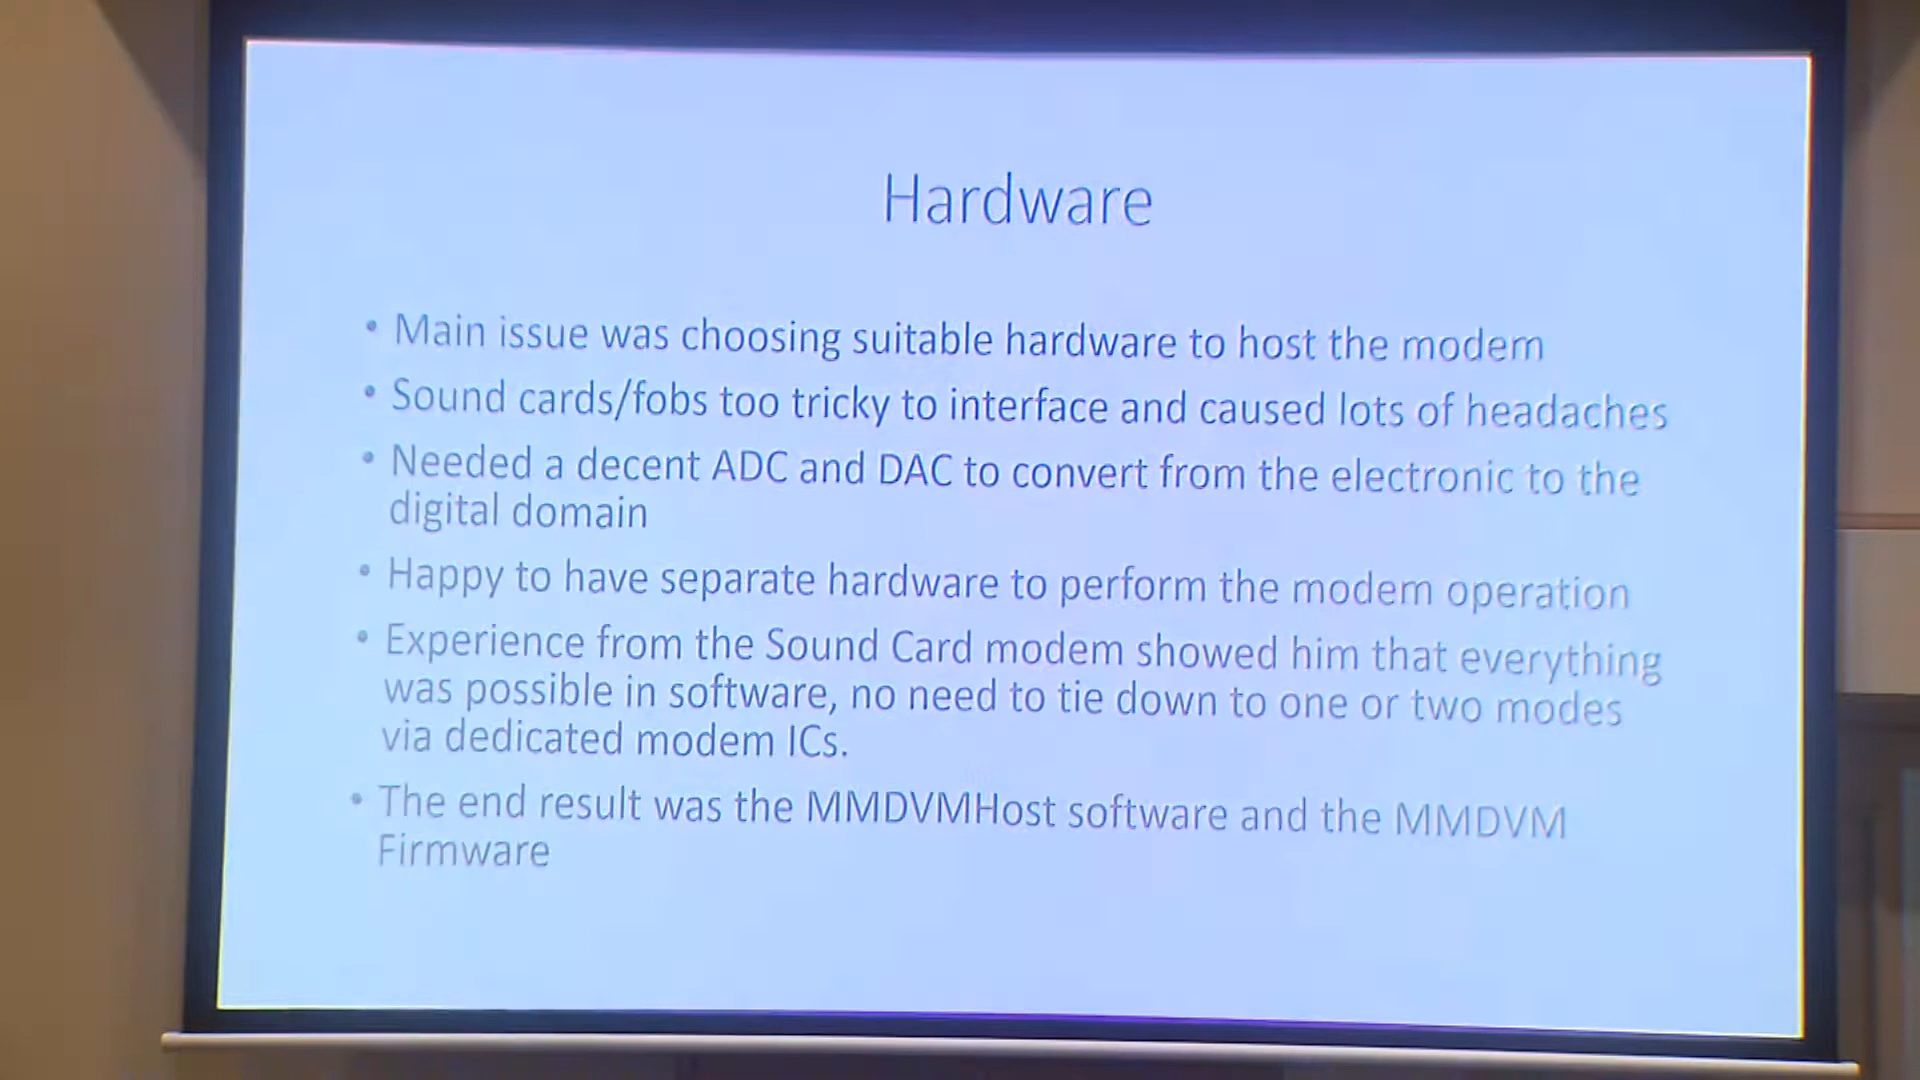 Hardware
• Main issue was choosing suitable hardware to host the modem
• Sound cards/fobs too tricky to interface and caused lots of headaches
• Needed a decent ADC and DAC to convert from the electronic to the
digital domain
• Happy to have separate hardware to perform the modem operation
• Experience from the Sound Card modem showed him that everything
was possible in software, no need to tie down to one or two modes
via dedicated modem ICs.
• The end result was the MMDVMHost software and the MMDVM
Firmware